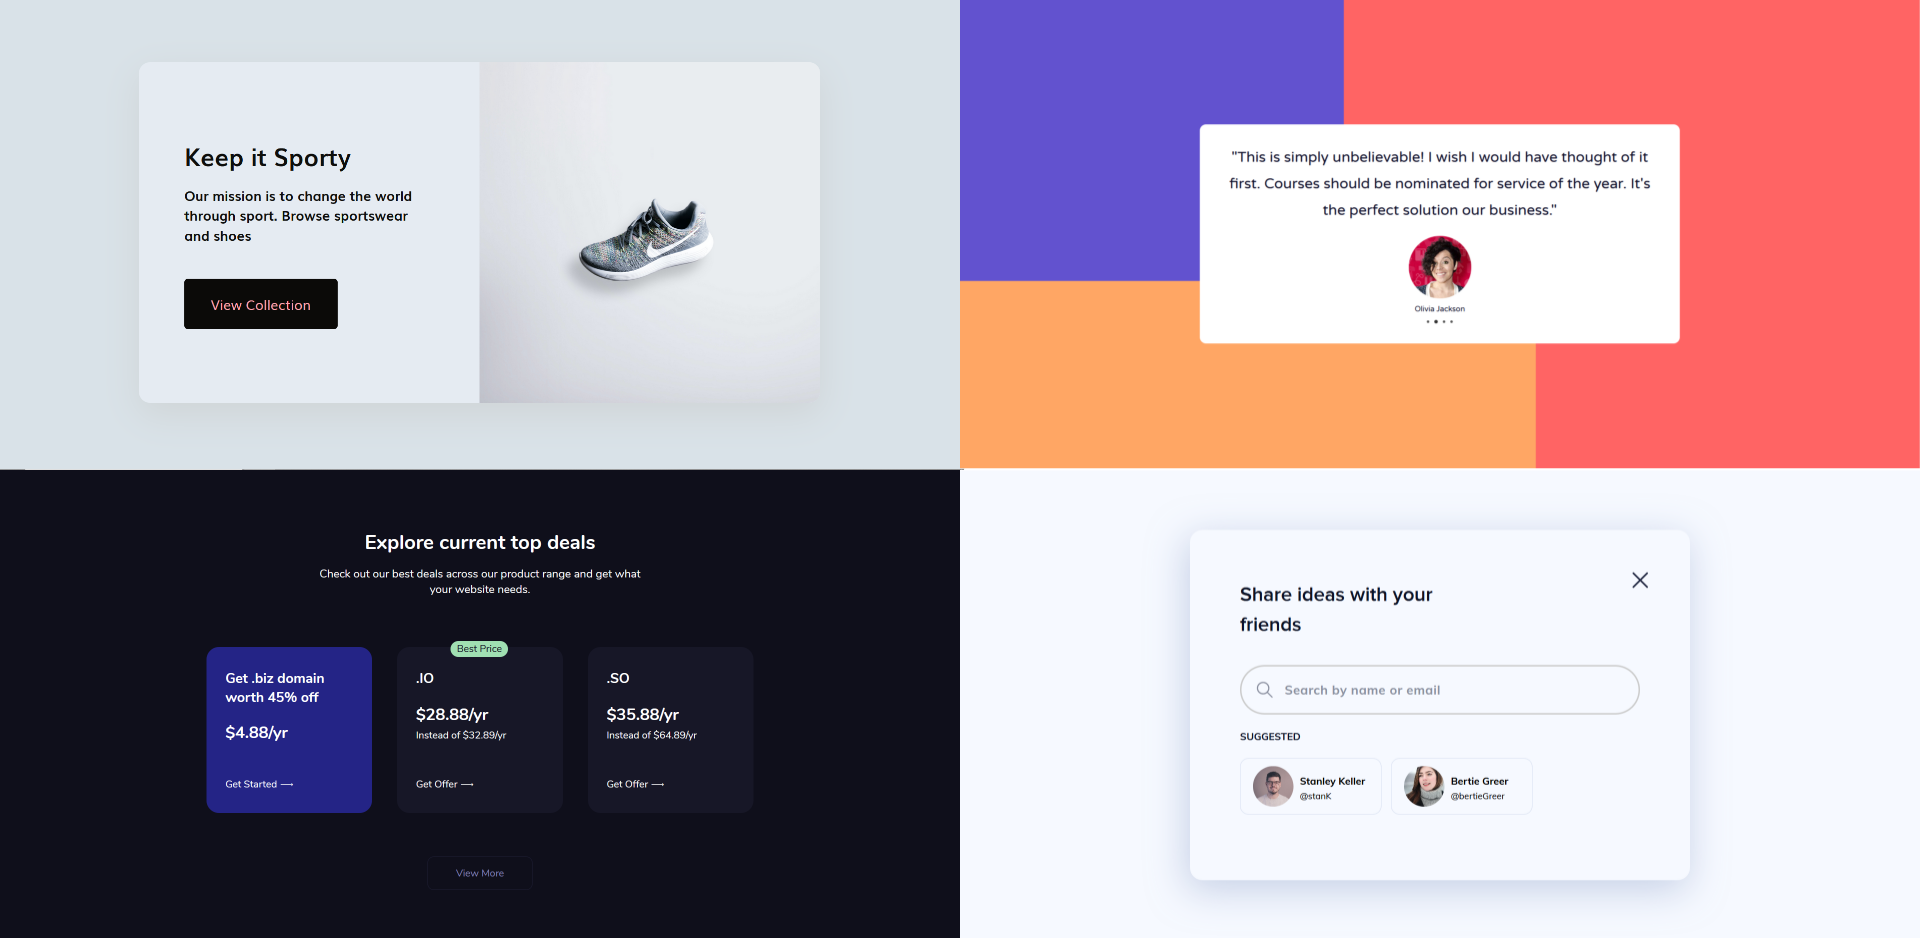 Keep it Sporty
Our mission is to change the world
through sport. Browse sportswear
and shoes
View Collection
"This is simply unbelievable! I wish I would have thought of it
first. Courses should be nominated for service of the year. It's
the perfect solution our business."
Olivia Jackson
Explore current top deals
Check out our best deals across our product range and get what
your website needs.
Get .biz domain
worth 45% off
$4.88/yr
Get Started ⟶
Best Price
.IO
$28.88/yr
Instead of $32.89/yr
Get Offer ⟶
.SO
$35.88/yr
Instead of $64.89/yr
Get Offer ⟶
View More
Share ideas with your
friends
Search by name or email
SUGGESTED
Stanley Keller
@stanK
Bertie Greer
@bertieGreer